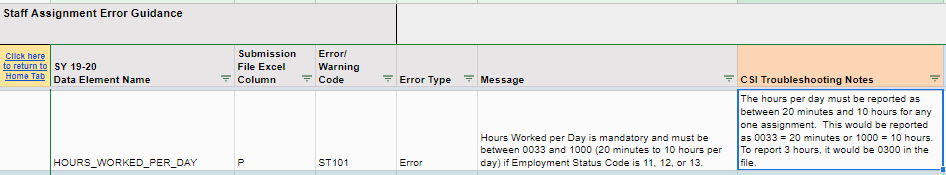 Staff Assignment Error Guidance
Click here
to return to
Home Tab
SY 19-20
Data Element Name
Submission
File Excel
Column
Error/
Warning
Code
Error Type
Message
CSI Troubleshooting Notes
HOURS_WORKED_PER_DAY
P
ST101
Error
Hours Worked per Day is mandatory and must be
between 0033 and 1000 (20 minutes to 10 hours per
day) if Employment Status Code is 11, 12, or 13.
The hours per day must be reported as
between 20 minutes and 10 hours for any
one assignment. This would be reported
as 0033 = 20 minutes or 1000 = 10 hours.
To report 3 hours, it would be 0300 in the
file.